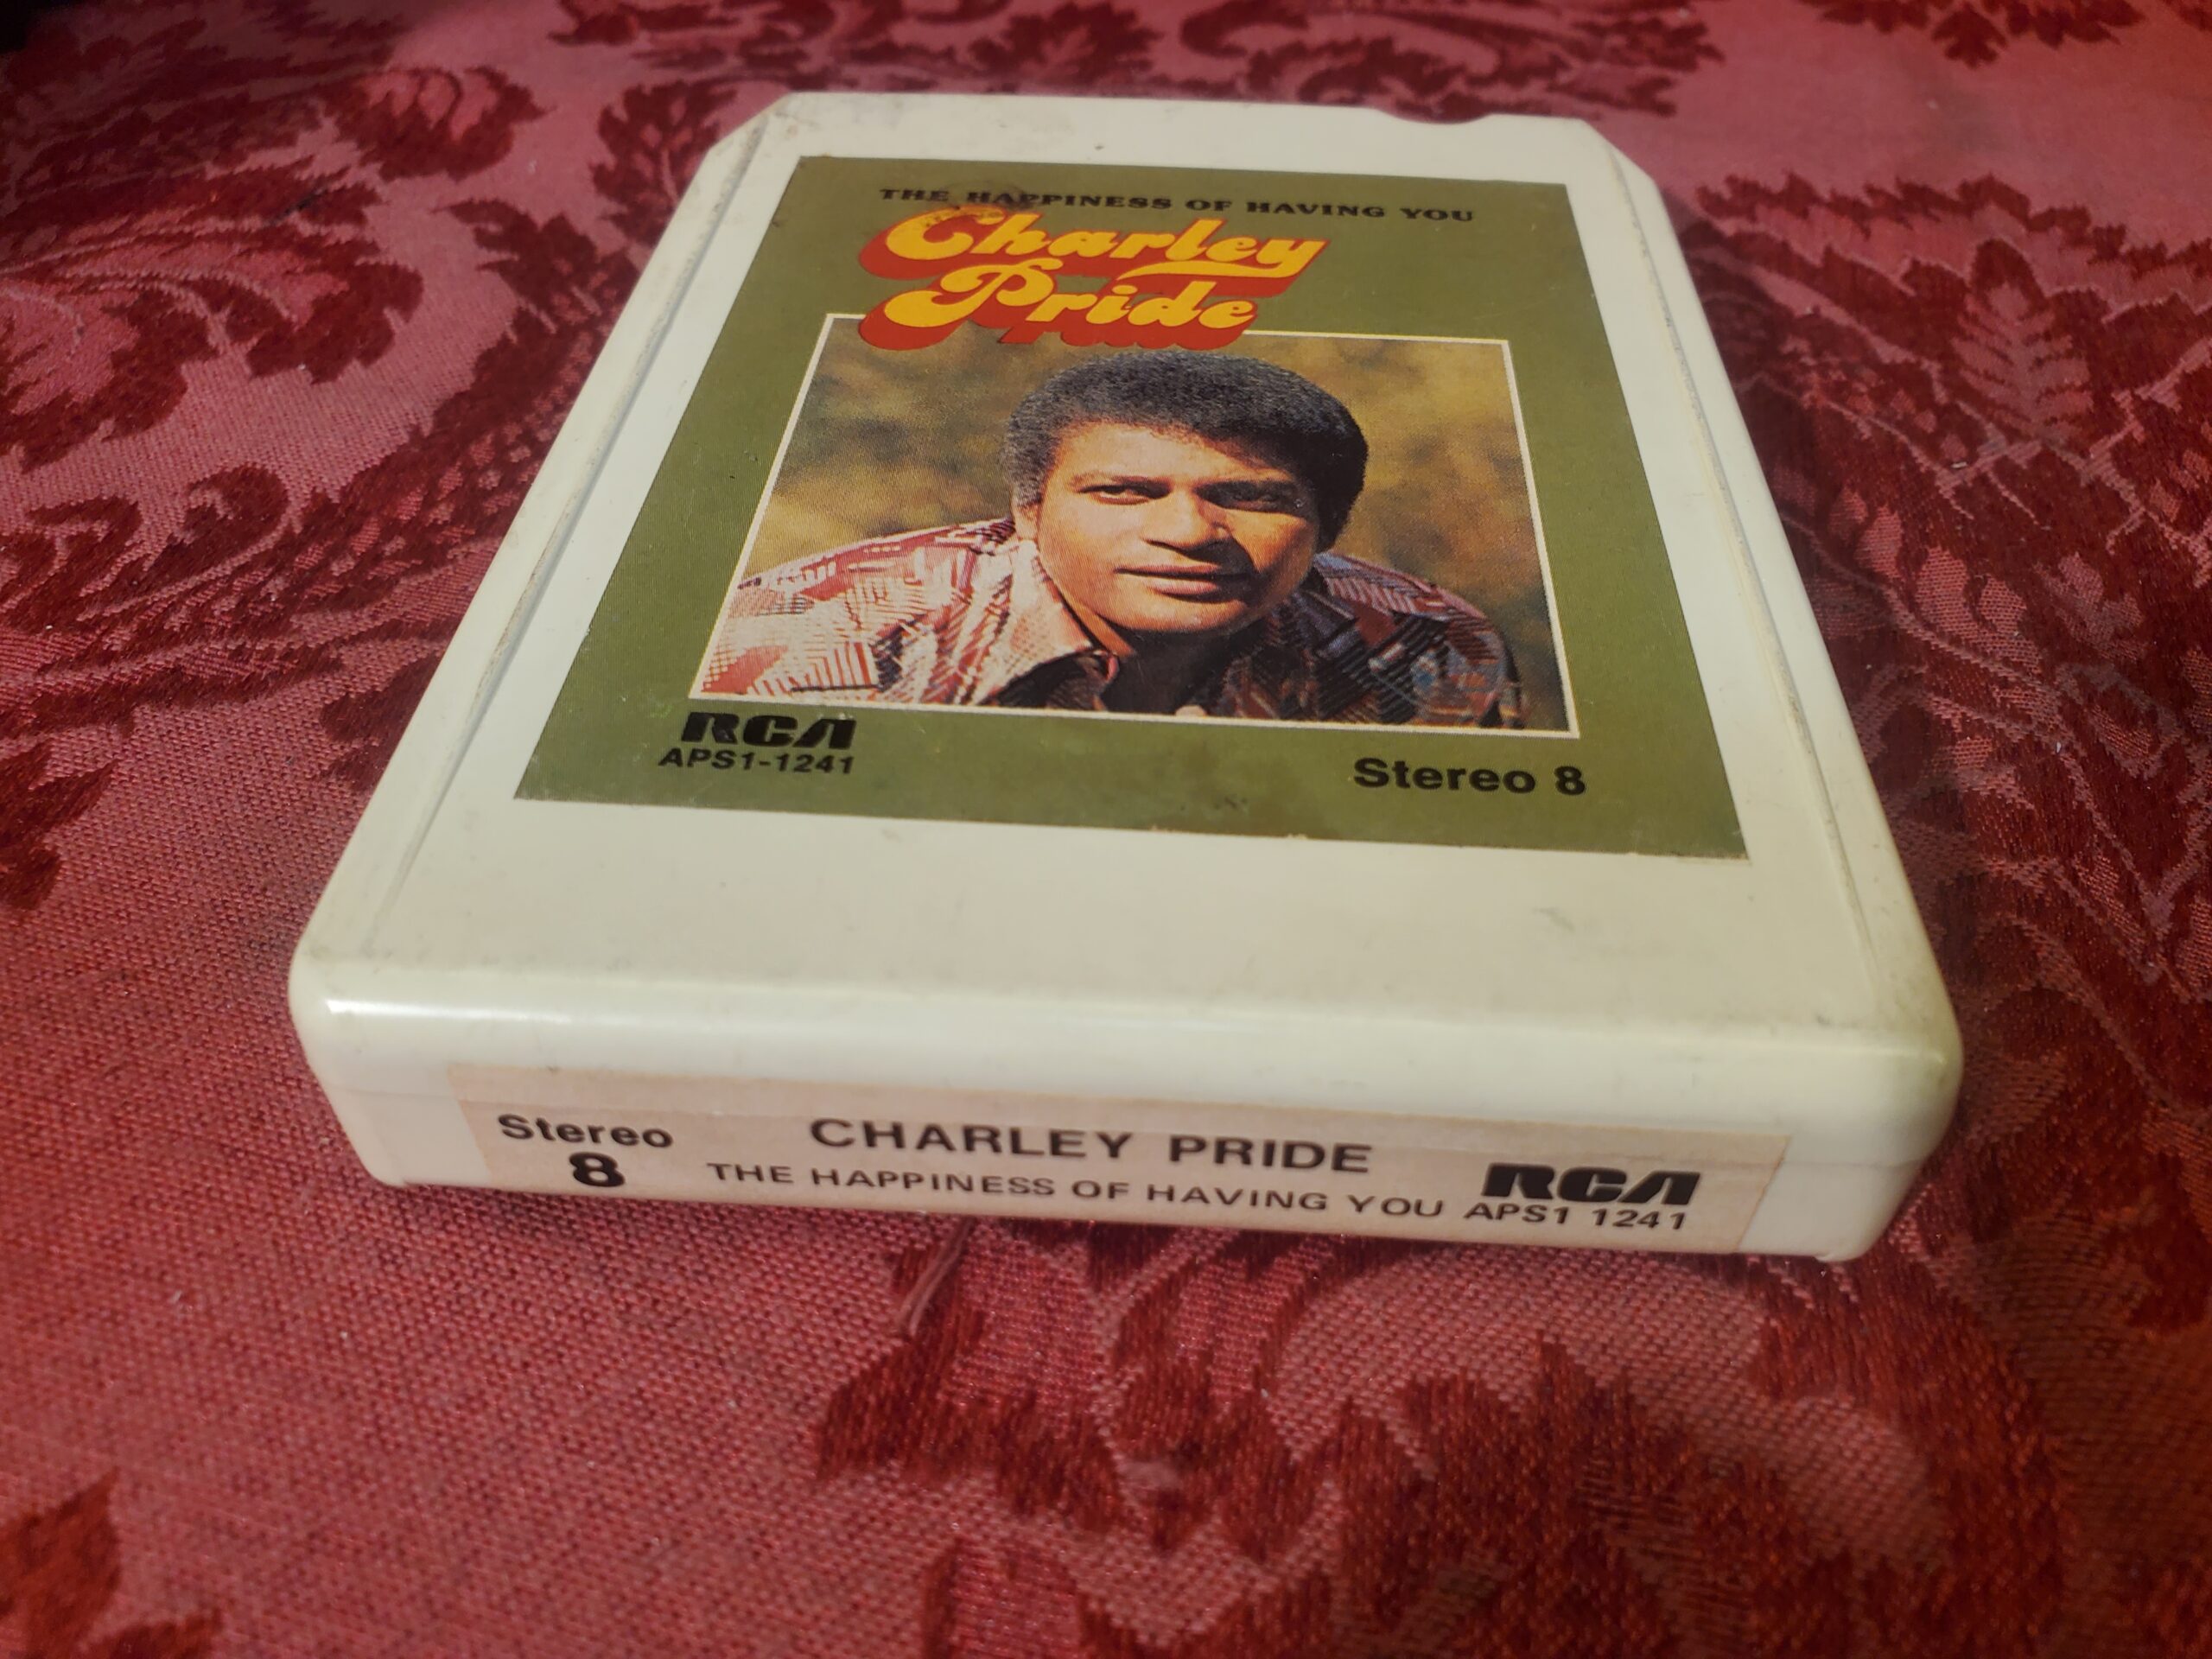 THE HAPPINESS OF HAVING YOU
Charley
Pride
RCA
APS1-1241
Stereo 8
Stereo
8
CHARLEY PRIDE
THE HAPPINESS OF HAVING YOU
RCA
APS1 1241